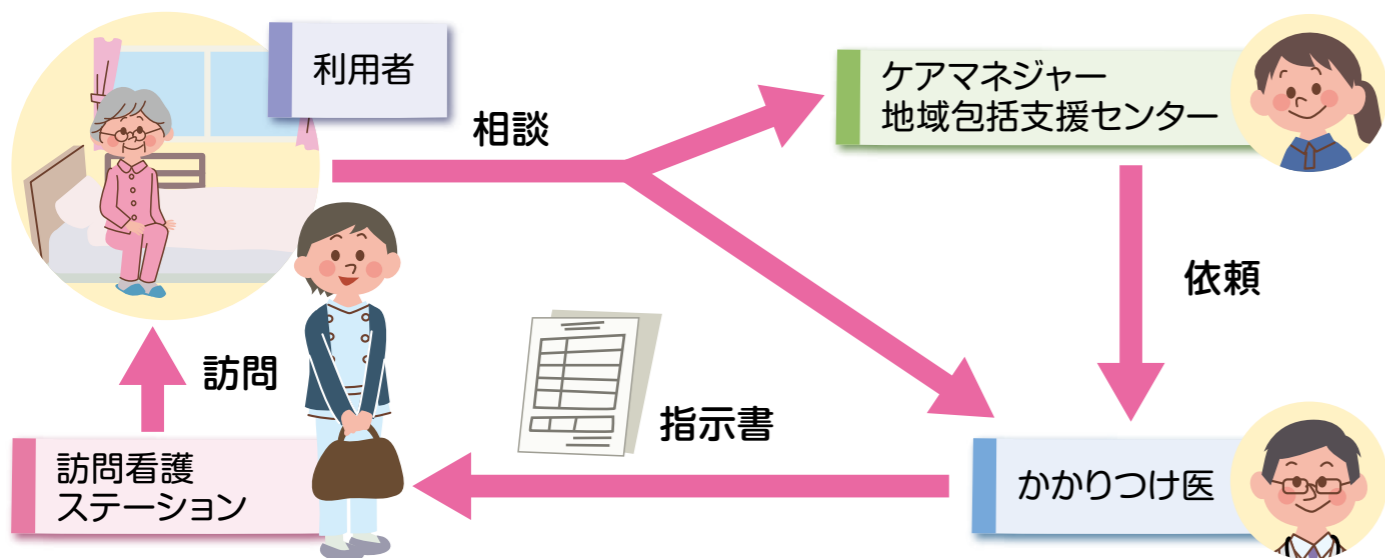 利用者
相談
ケアマネジャー
地域包括支援センター
依頼
訪問
指示書
訪問看護
ステーション
かかりつけ医